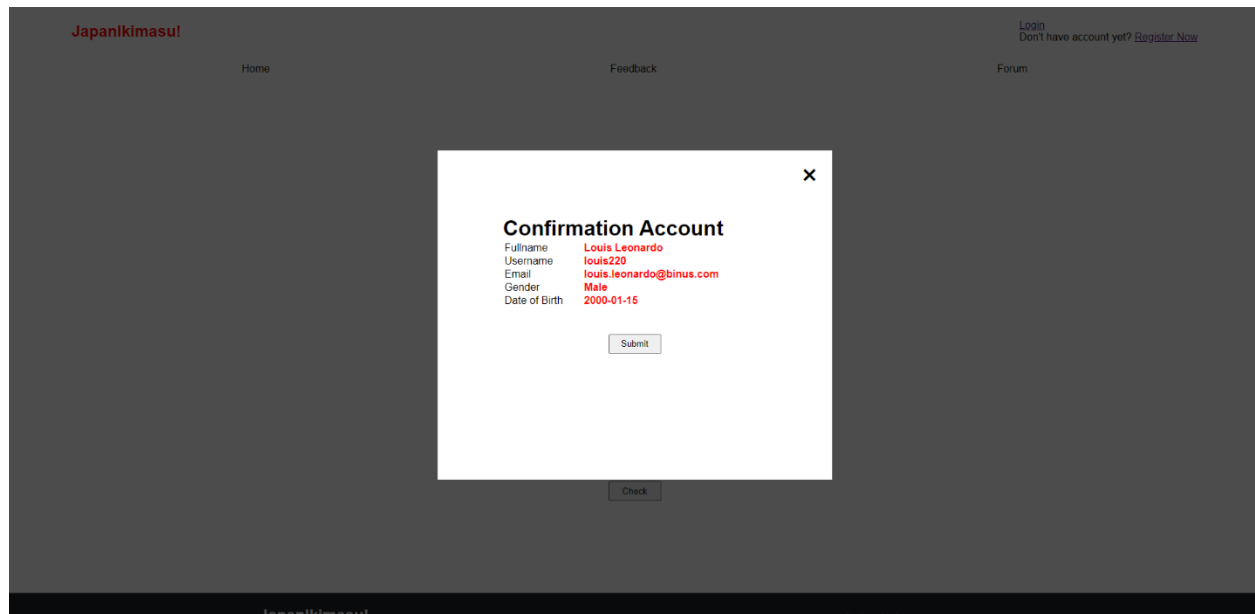 JapanIkimasu!
Login
Don't have account yet? Register Now
Home Feedback Forum
Confirmation Account
Fullname Louis Leonardo
Username louis220
Email louis.leonardo@binus.com
Gender Male
Date of Birth 2000-01-15
Submit
Check
JapanIkimasu!